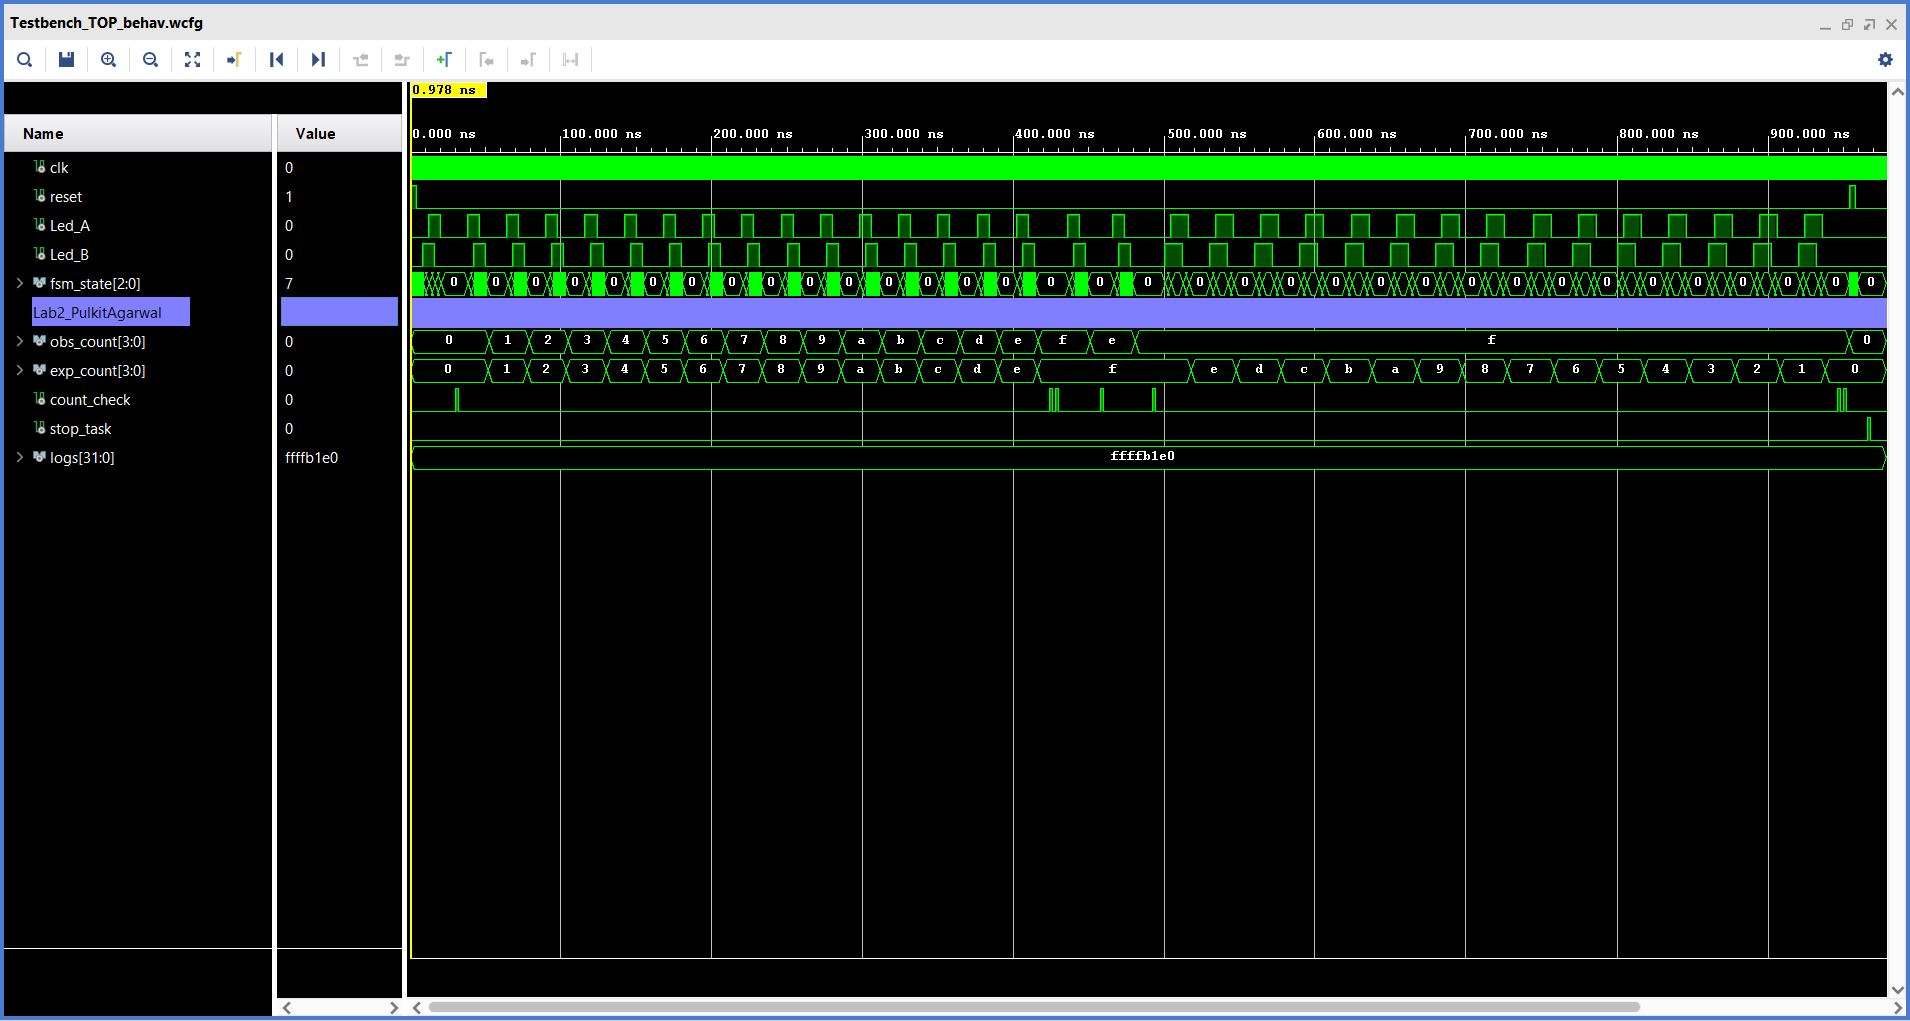 Testbench_TOP_behav.wcfg
0.978 ns
Name Value
0.000 ns 100.000 ns 200.000 ns 300.000 ns 400.000 ns 500.000 ns 600.000 ns 700.000 ns 800.000 ns 900.000 ns
clk 0
reset 1
Led_A 0
Led_B 0
fsm_state[2:0] 7 0 0 0 0 0 0 0 0 0 0 0 0 0 0 0 0 0 0 0 0 0 0 0 0 0 0 0 0 0 0 0 0 0 0 0
Lab2_PulkitAgarwal
obs_count[3:0] 0 0 1 2 3 4 5 6 7 8 9 a b c d e f e f 0
exp_count[3:0] 0 0 1 2 3 4 5 6 7 8 9 a b c d e f e d c b a 9 8 7 6 5 4 3 2 1 0
count_check 0
stop_task 0
logs[31:0] ffffb1e0 ffffb1e0